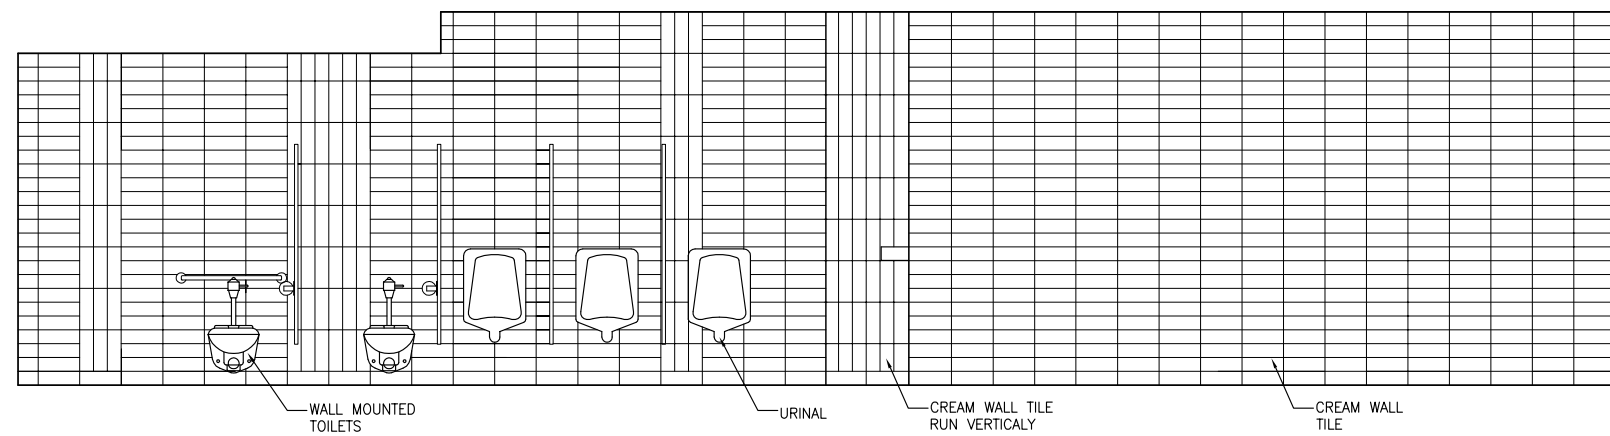 WALL MOUNTED
TOILETS
URINAL
CREAM WALL TILE
RUN VERTICALY
CREAM WALL
TILE